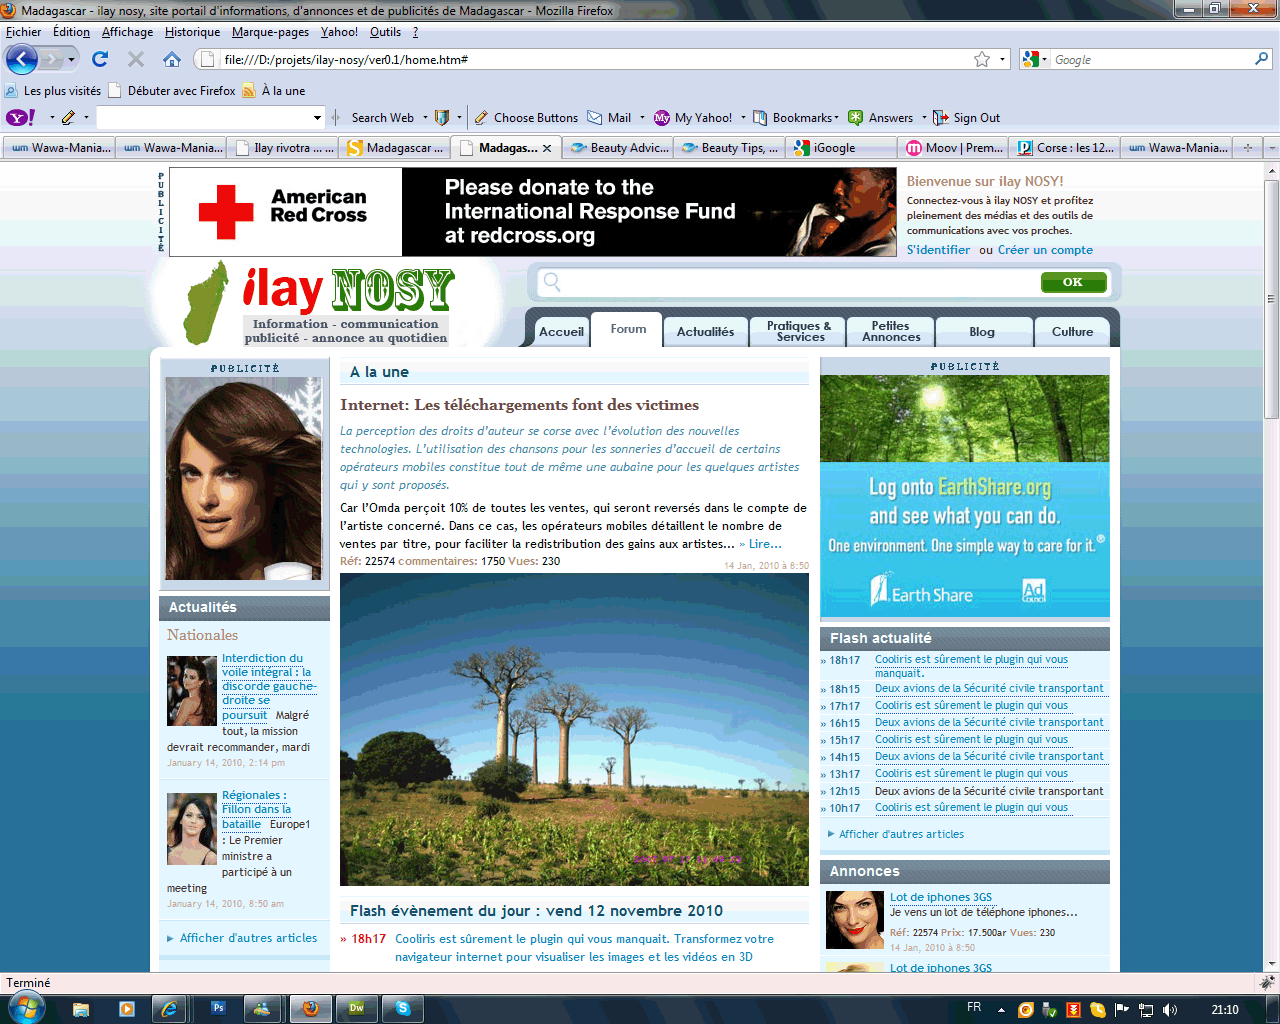 Madagascar - ilay nosy, site portail d'informations, d'annonces et de publicités de Madagascar - Mozilla Firefox
Fichier Édition Affichage Historique Marque-pages Yahoo! Outils ?
file:///D:/projets/ilay-nosy/ver0.1/home.htm#
Google
Les plus visités Débuter avec Firefox À la une
Y! Search Web Choose Buttons Mail My Yahoo! Bookmarks Answers Sign Out
Wawa-Mania... Wawa-Mania... Ilay rivotra ... ... Madagascar ... Madagas... Beauty Advic... Beauty Tips, ... iGoogle Moov | Prem... Corse : les 12... Wawa-Mania...
PUBLICITÉ
American
Red Cross
Please donate to the
International Response Fund
at redcross.org
Bienvenue sur ilay NOSY!
Connectez-vous à ilay NOSY et profitez
pleinement des médias et des outils de
communications avec vos proches.
S'identifier ou Créer un compte
ilay NOSY
Information - communication
publicité - annonce au quotidien
OK
Accueil
Forum
Actualités
Pratiques &
Services
Petites
Annonces
Blog
Culture
PUBLICITÉ
Actualités
Nationales
Interdiction du
voile intégral : la
discorde gauche-
droite se
poursuit Malgré
tout, la mission
devrait recommander, mardi
January 14, 2010, 2:14 pm
Régionales :
Fillon dans la
bataille Europe1
: Le Premier
ministre a
participé à un
meeting
January 14, 2010, 8:50 am
Afficher d'autres articles
A la une
Internet: Les téléchargements font des victimes
La perception des droits d'auteur se corse avec l'évolution des nouvelles
technologies. L'utilisation des chansons pour les sonneries d'accueil de certains
opérateurs mobiles constitue tout de même une aubaine pour les quelques artistes
qui y sont proposés.
Car l'Omda perçoit 10% de toutes les ventes, qui seront reversés dans le compte de
l'artiste concerné. Dans ce cas, les opérateurs mobiles détaillent le nombre de
ventes par titre, pour faciliter la redistribution des gains aux artistes... » Lire...
Réf: 22574 commentaires: 1750 Vues: 230
14 Jan, 2010 à 8:50
Flash évènement du jour : vend 12 novembre 2010
» 18h17 Cooliris est sûrement le plugin qui vous manquait. Transformez votre
navigateur internet pour visualiser les images et les vidéos en 3D
PUBLICITÉ
Log onto EarthShare.org
and see what you can do.
One environment. One simple way to care for it.®
Earth Share
Ad
Council
Flash actualité
» 18h17 Cooliris est sûrement le plugin qui vous
manquait.
» 18h15 Deux avions de la Sécurité civile transportant
» 17h17 Cooliris est sûrement le plugin qui vous
» 16h15 Deux avions de la Sécurité civile transportant
» 15h17 Cooliris est sûrement le plugin qui vous
» 14h15 Deux avions de la Sécurité civile transportant
» 13h17 Cooliris est sûrement le plugin qui vous
» 12h15 Deux avions de la Sécurité civile transportant
» 10h17 Cooliris est sûrement le plugin qui vous
Afficher d'autres articles
Annonces
Lot de iphones 3GS
Je vens un lot de téléphone iphones...
Réf: 22574 Prix: 17.500ar Vues: 230
14 Jan, 2010 à 8:50
Lot de iphones 3GS
Terminé
Ps Dw
FR 21:10